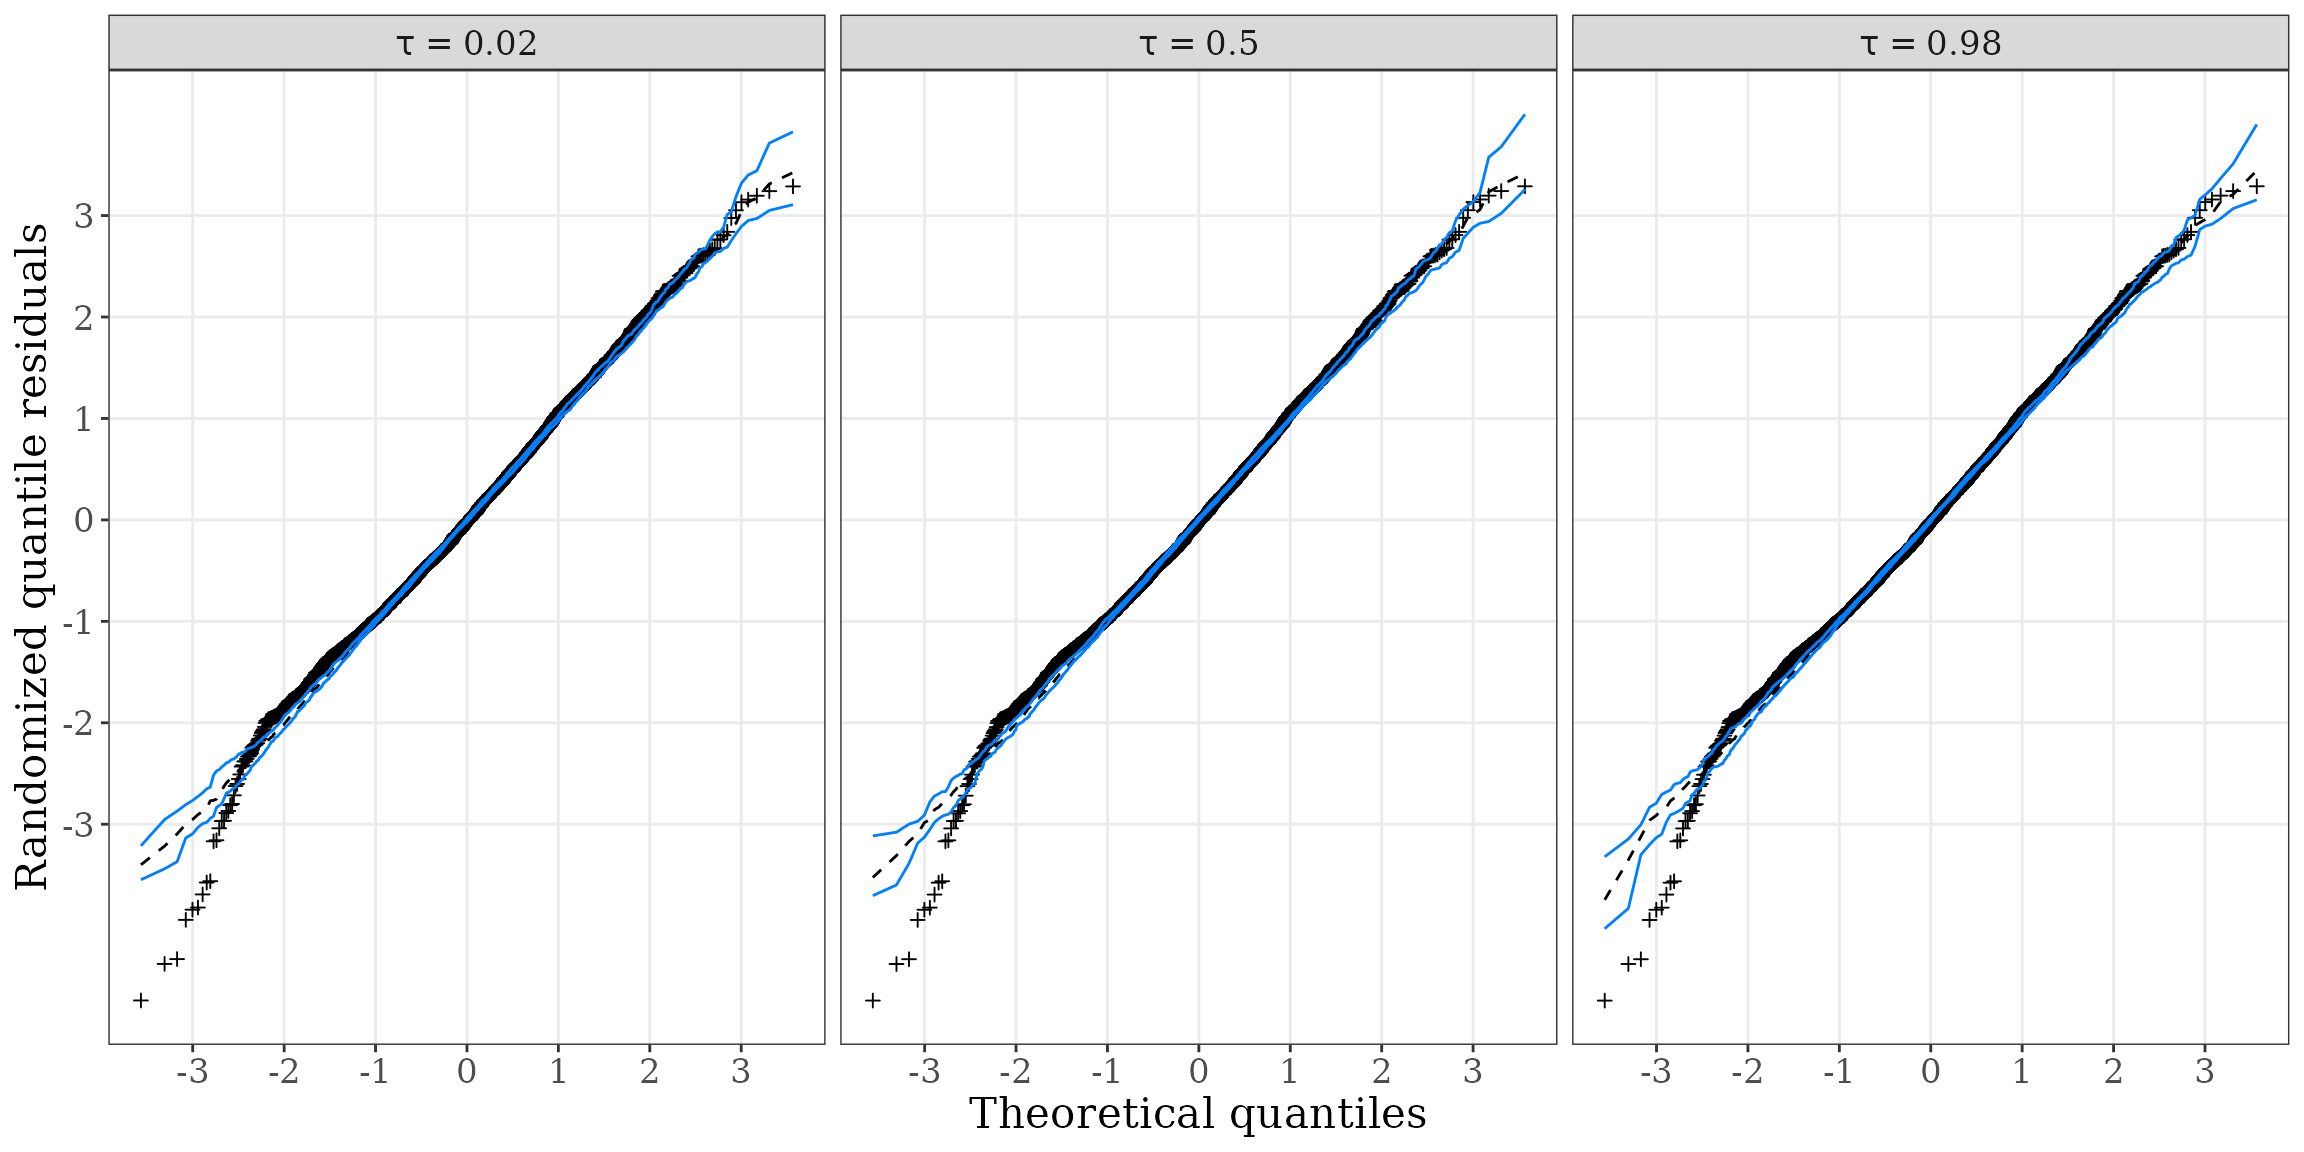 τ = 0.02
τ = 0.5
τ = 0.98
Randomized quantile residuals
3
2
1
0
-1
-2
-3
-3 -2 -1 0 1 2 3
-3 -2 -1 0 1 2 3
-3 -2 -1 0 1 2 3
Theoretical quantiles